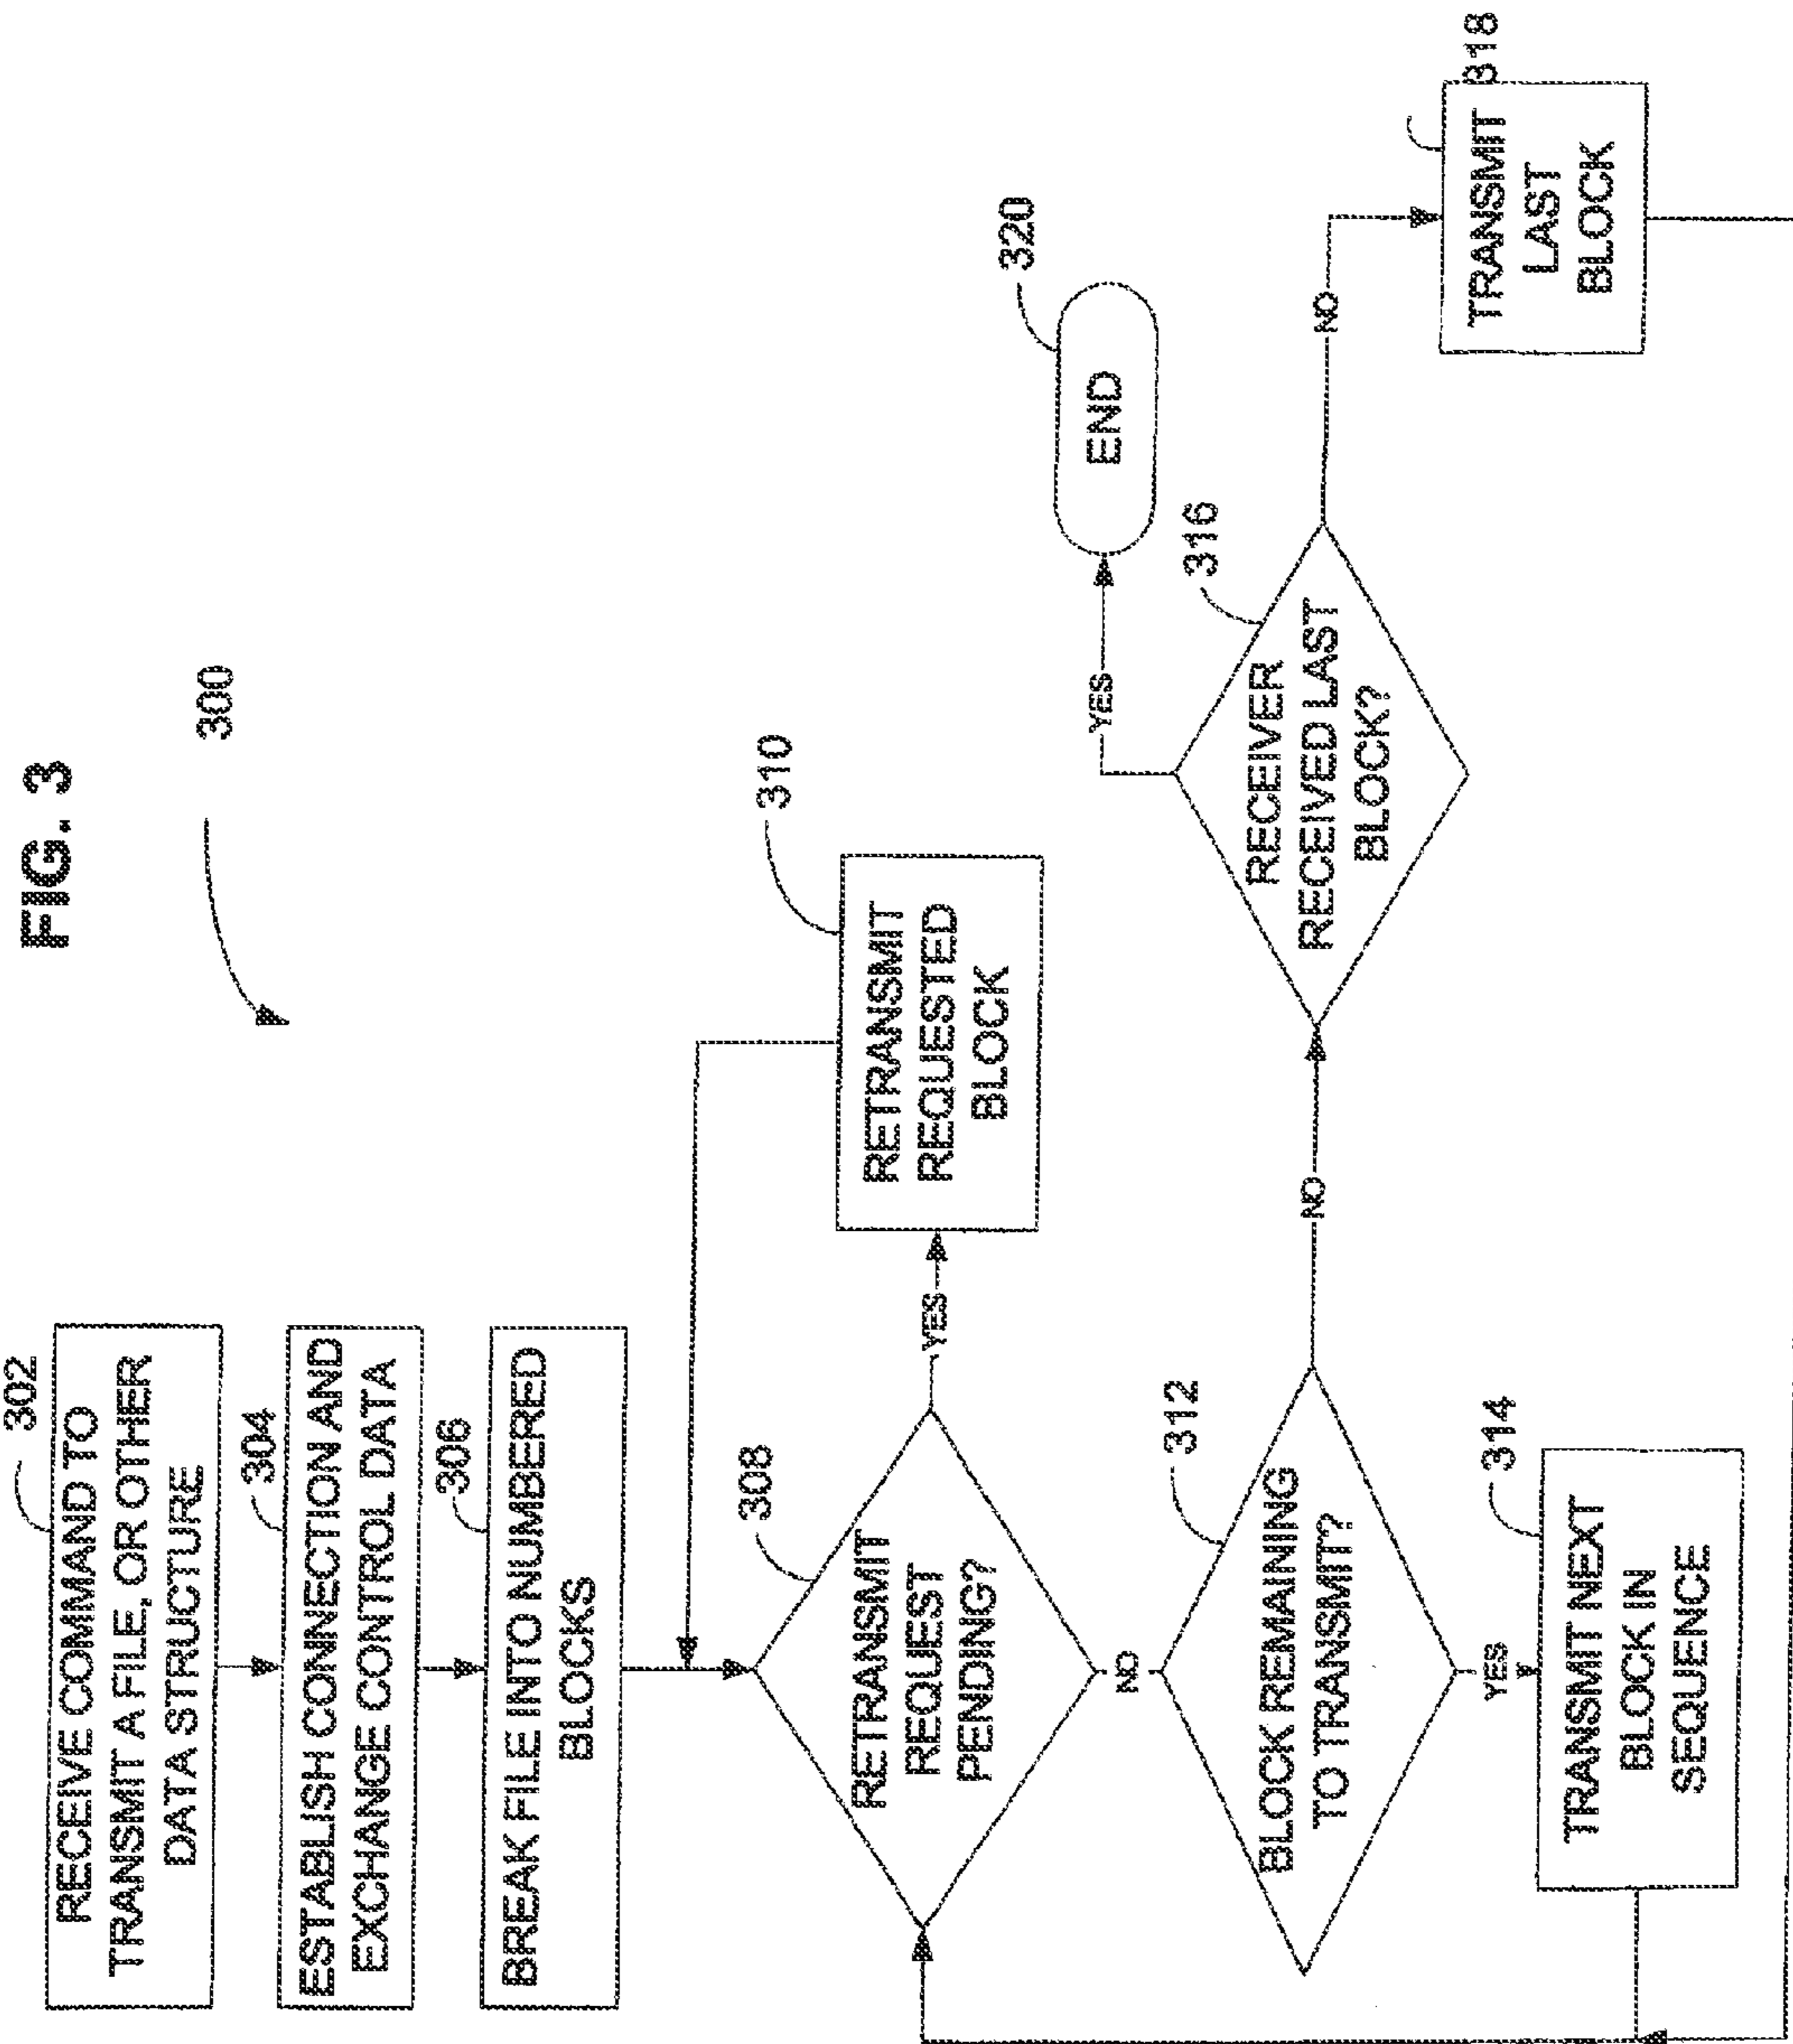 FIG. 3
300
302
RECEIVE COMMAND TO
TRANSMIT A FILE, OR OTHER
DATA STRUCTURE
304
ESTABLISH CONNECTION AND
EXCHANGE CONTROL DATA
306
BREAK FILE INTO NUMBERED
BLOCKS
308
RETRANSMIT
REQUEST
PENDING?
YES
310
RETRANSMIT
REQUESTED
BLOCK
NO
312
BLOCK REMAINING
TO TRANSMIT?
NO
YES
314
TRANSMIT NEXT
BLOCK IN
SEQUENCE
316
RECEIVER
RECEIVED LAST
BLOCK?
YES
320
END
NO
318
TRANSMIT
LAST
BLOCK